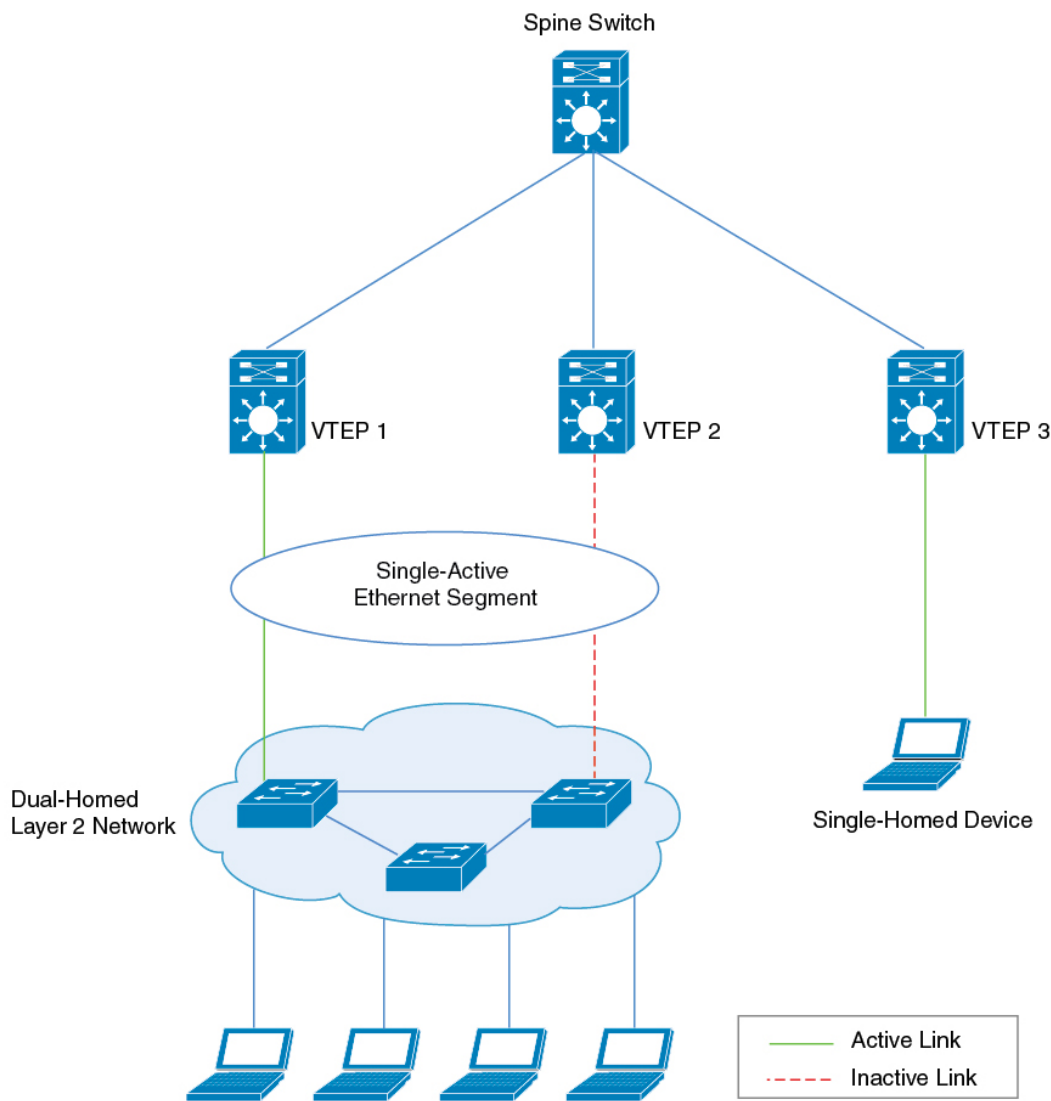 Spine Switch
VTEP 1
VTEP 2
VTEP 3
Single-Active
Ethernet Segment
Dual-Homed
Layer 2 Network
Single-Homed Device
Active Link
Inactive Link